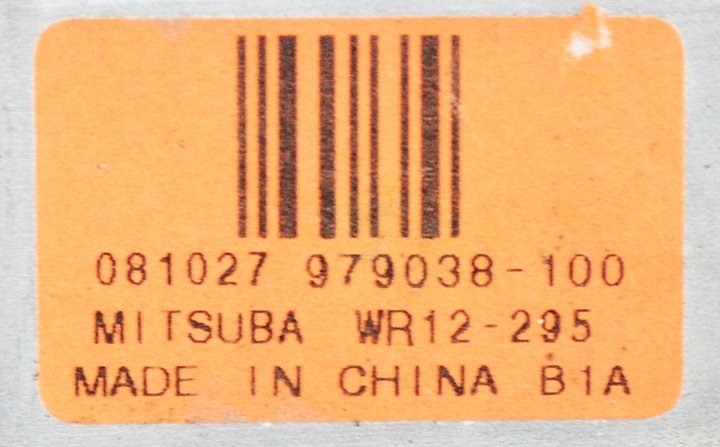 081027 979038-100
MITSUBA WR12-295
MADE IN CHINA B1A